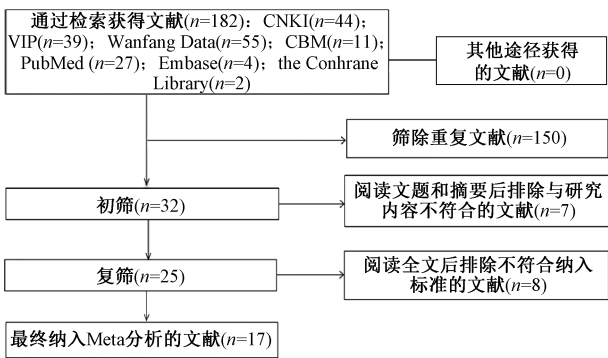 通过检索获得文献(n=182)：CNKI(n=44)；
VIP(n=39)；Wanfang Data(n=55)；CBM(n=11)；
PubMed (n=27)；Embase(n=4)；the Conhrane
Library(n=2)
其他途径获得
的文献(n=0)
筛除重复文献(n=150)
初筛(n=32)
阅读文题和摘要后排除与研究
内容不符合的文献(n=7)
复筛(n=25)
阅读全文后排除不符合纳入
标准的文献(n=8)
最终纳入Meta分析的文献(n=17)